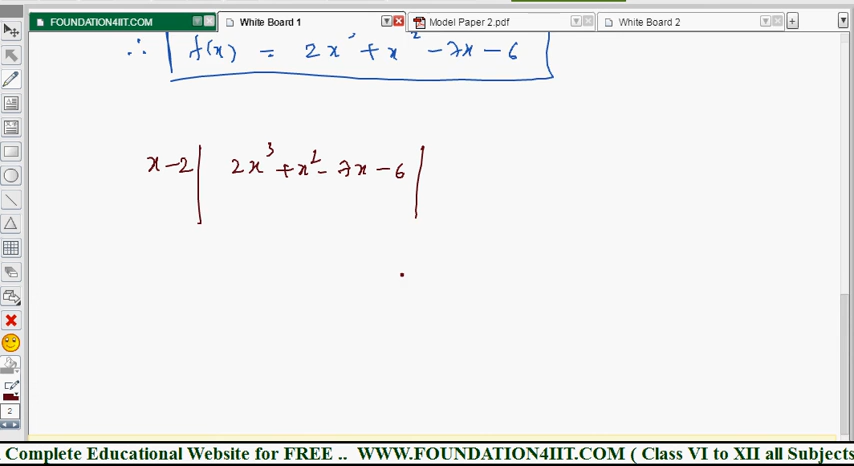 FOUNDATION4IIT.COM White Board 1 Model Paper 2.pdf White Board 2
∴ f(x) = 2x³ + x² - 7x - 6
x-2 | 2x³ + x² - 7x - 6 |
2
Complete Educational Website for FREE .. WWW.FOUNDATION4IIT.COM ( Class VI to XII all Subjects